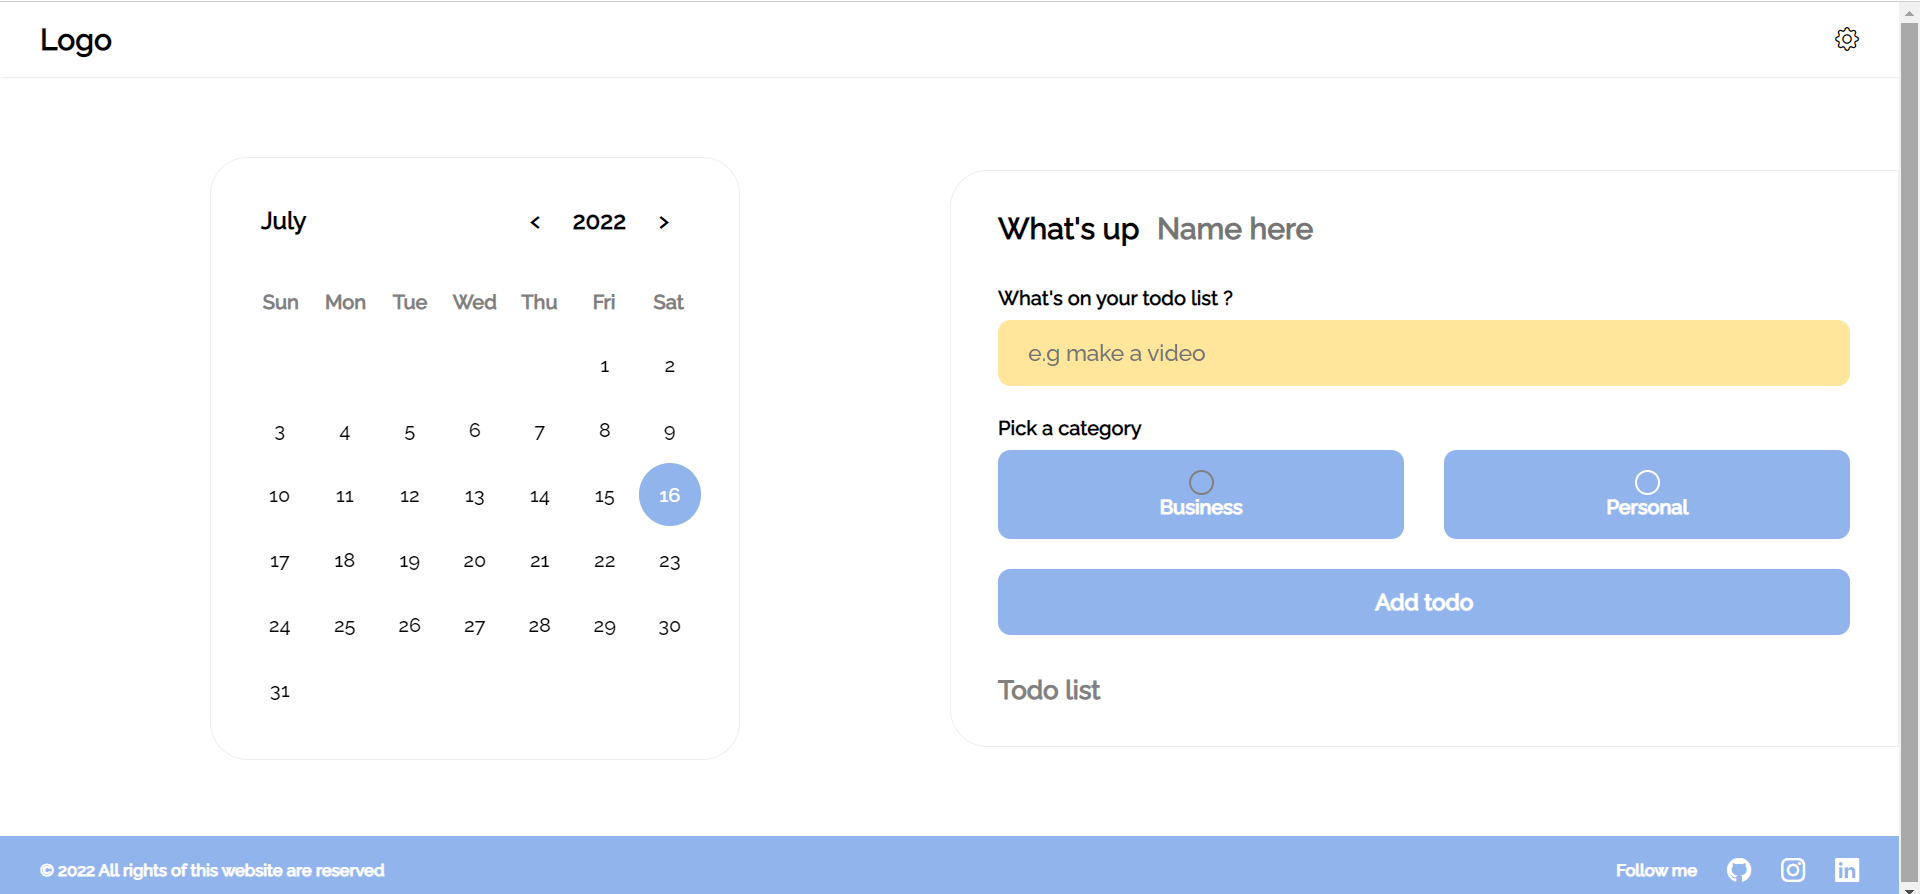 Logo
July < 2022 >
Sun Mon Tue Wed Thu Fri Sat
1 2
3 4 5 6 7 8 9
10 11 12 13 14 15 16
17 18 19 20 21 22 23
24 25 26 27 28 29 30
31
What's up Name here
What's on your todo list ?
e.g make a video
Pick a category
Business Personal
Add todo
Todo list
© 2022 All rights of this website are reserved
Follow me